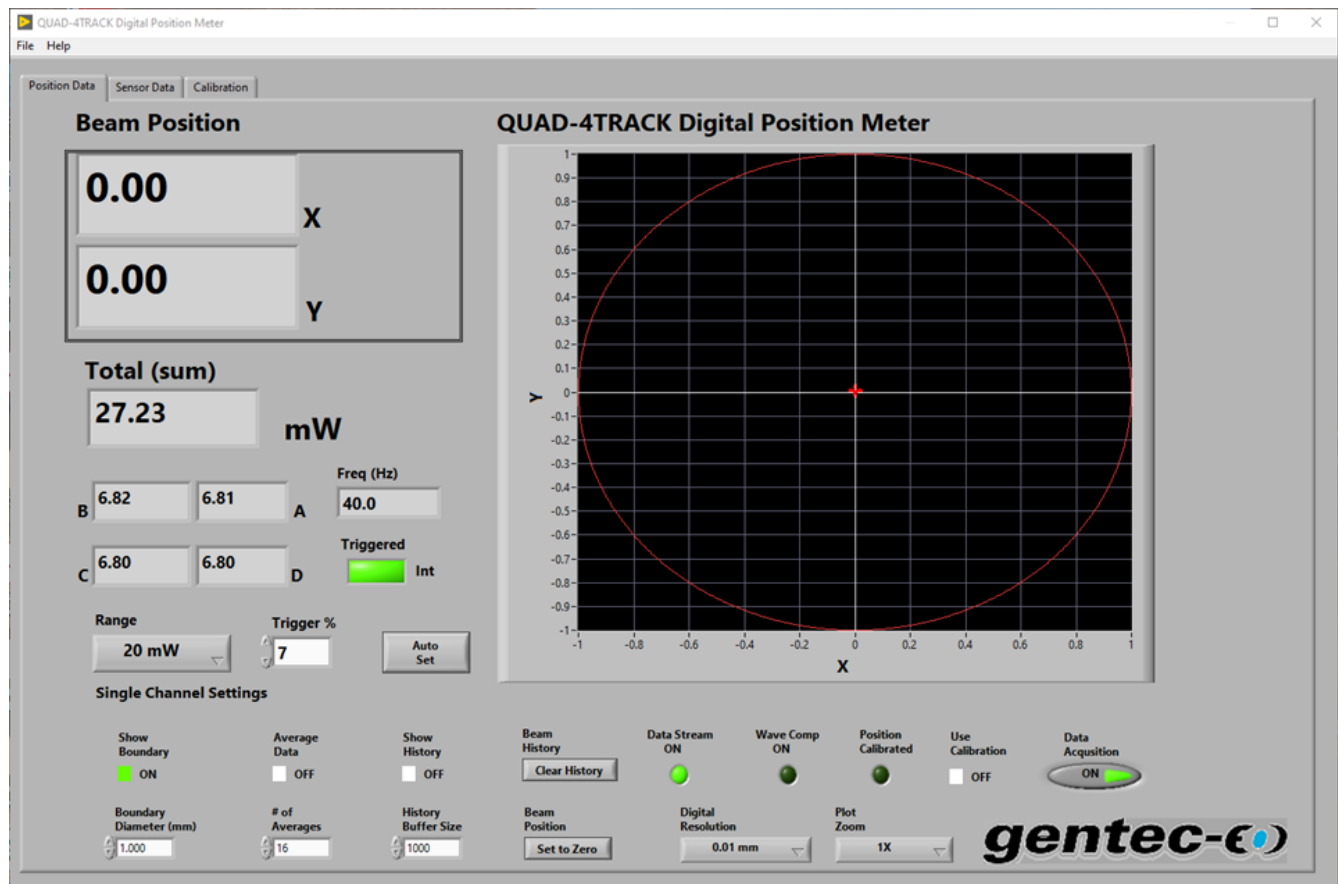 QUAD-4TRACK Digital Position Meter
File Help
Position Data Sensor Data Calibration
Beam Position
0.00
X
0.00
Y
Total (sum)
27.23
mW
B 6.82 6.81 A
C 6.80 6.80 D
Freq (Hz)
40.0
Triggered
Int
Range
20 mW
Trigger %
7
Auto
Set
Single Channel Settings
QUAD-4TRACK Digital Position Meter
1
0.9
0.8
0.7
0.6
0.5
0.4
0.3
0.2
0.1
0
-0.1
-0.2
-0.3
-0.4
-0.5
-0.6
-0.7
-0.8
-0.9
-1
Y
-1 -0.8 -0.6 -0.4 -0.2 0 0.2 0.4 0.6 0.8 1
X
Show
Boundary
ON
Average
Data
OFF
Show
History
OFF
Beam
History
Clear History
Data Stream
ON
Wave Comp
ON
Position
Calibrated
Use
Calibration
OFF
Data
Acqusition
ON
Boundary
Diameter (mm)
1.000
# of
Averages
16
History
Buffer Size
1000
Beam
Position
Set to Zero
Digital
Resolution
0.01 mm
Plot
Zoom
1X
gentec-eo